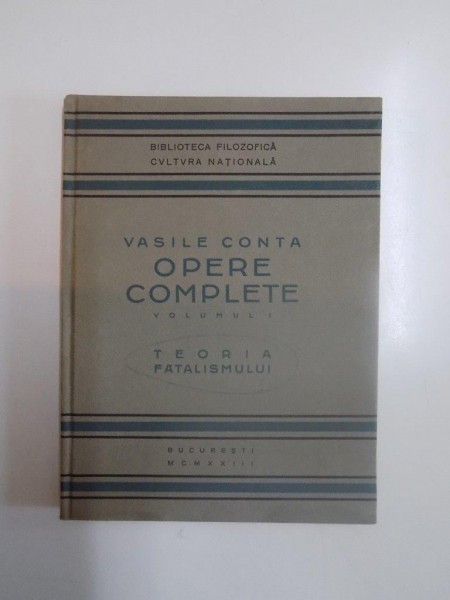 BIBLIOTECA FILOZOFICĂ
CVLTVRA NAȚIONALĂ
VASILE CONTA
OPERE
COMPLETE
VOLUMUL I
TEORIA
FATALISMULUI
BUCUREȘTI
MCMXXIII